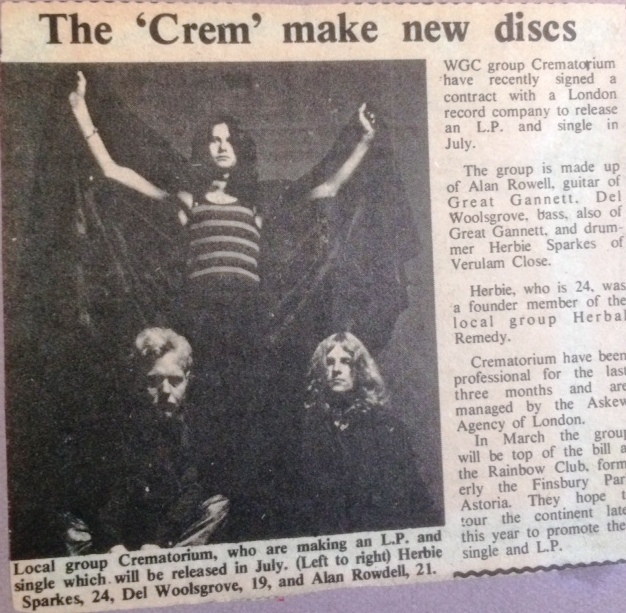 The ‘Crem’ make new discs
WGC group Crematorium
have recently signed a
contract with a London
record company to release
an L.P. and single in
July.
The group is made up
of Alan Rowell, guitar of
Great Gannett, Del
Woolsgrove, bass, also of
Great Gannett, and drum-
mer Herbie Sparkes of
Verulam Close.
Herbie, who is 24, was
a founder member of the
local group Herbal
Remedy.
Crematorium have been
professional for the last
three months and are
managed by the Askew
Agency of London.
In March the group
will be top of the bill a
the Rainbow Club, form
erly the Finsbury Par
Astoria. They hope t
tour the continent late
this year to promote the
single and L.P.
Local group Crematorium, who are making an L.P. and
single which will be released in July. (Left to right) Herbie
Sparkes, 24, Del Woolsgrove, 19, and Alan Rowdell, 21.